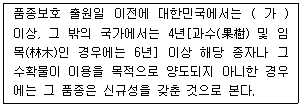 품종보호 출원일 이전에 대한민국에서는 ( 가 )
이상, 그 밖의 국가에서는 4년[과수(果樹) 및 임
목(林木)인 경우에는 6년] 이상 해당 종자나 그
수확물이 이용을 목적으로 양도되지 아니한 경우
에는 그 품종은 신규성을 갖춘 것으로 본다.